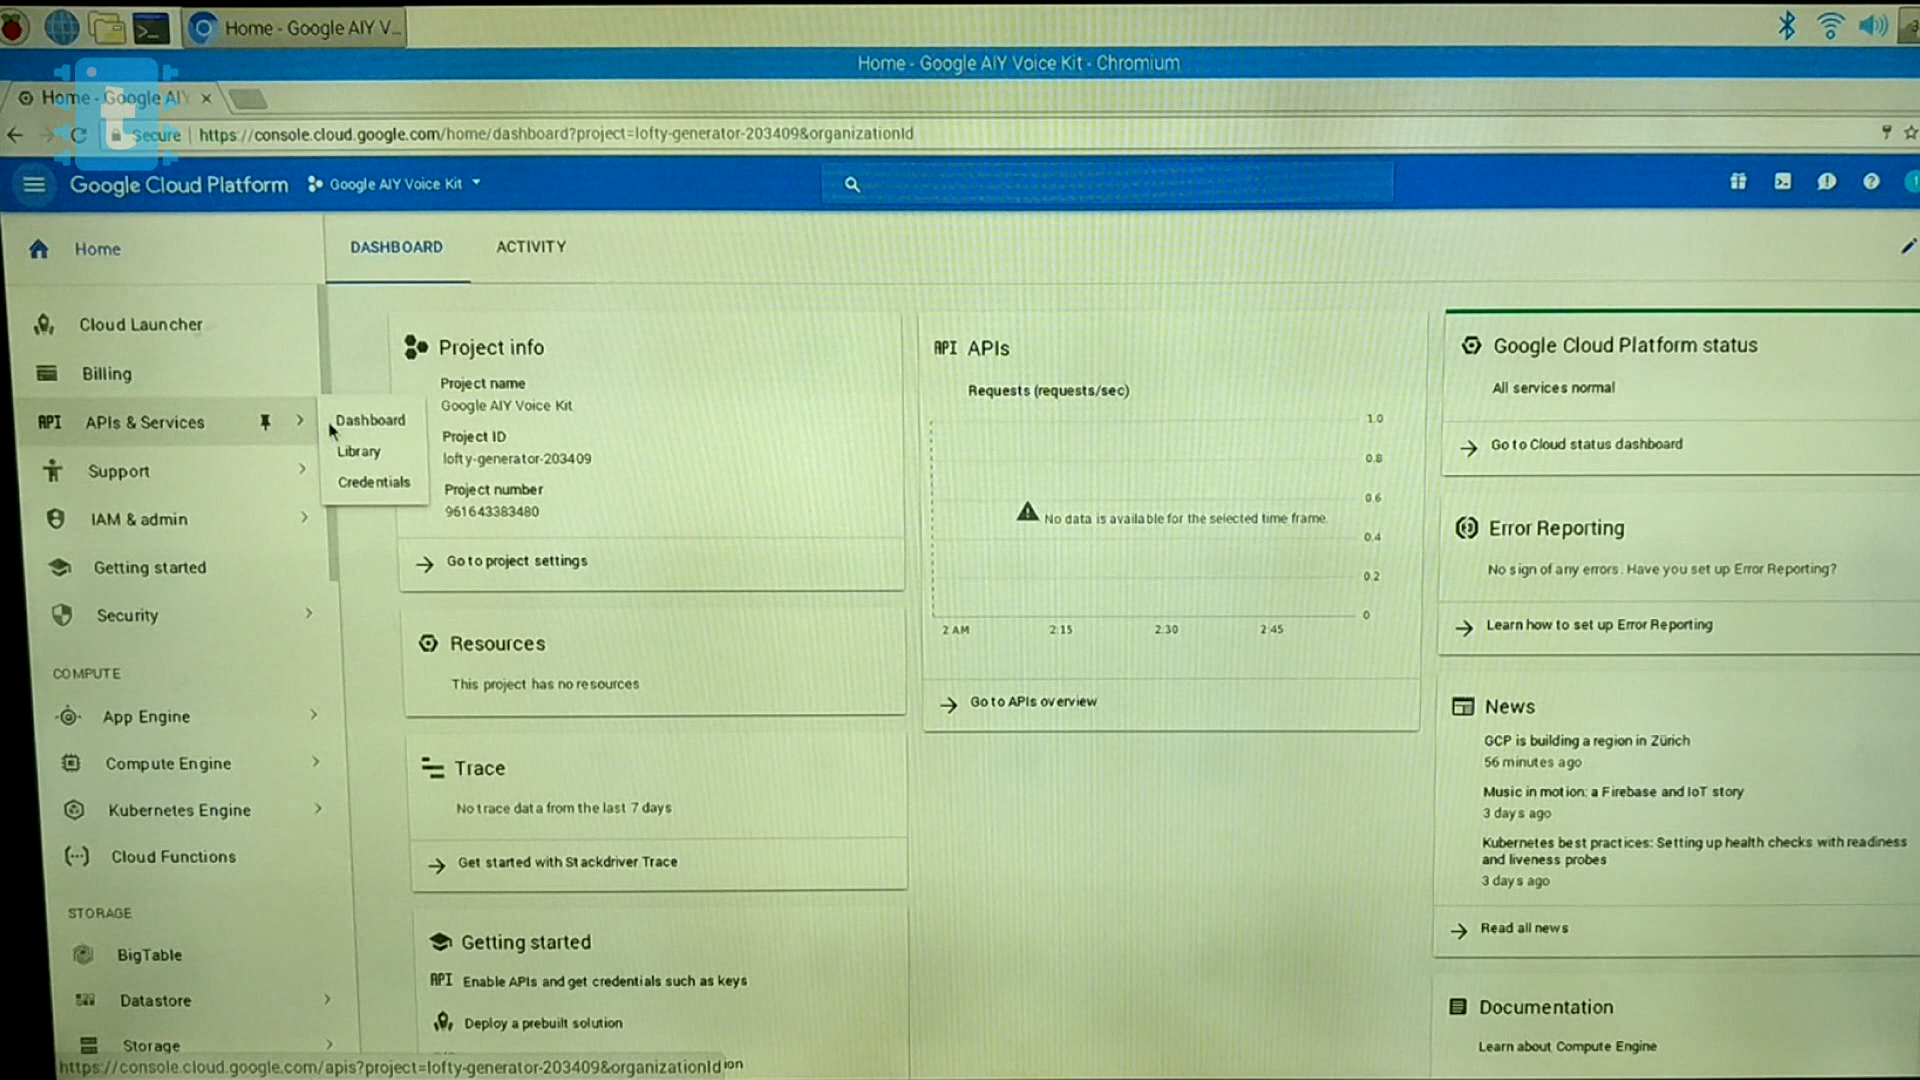 Home - Google AIY V...
Home - Google AIY Voice Kit - Chromium
Home - Google AIY
Secure
https://console.cloud.google.com/home/dashboard?project=lofty-generator-203409&organizationId
Google Cloud Platform
Google AIY Voice Kit
Home
DASHBOARD
ACTIVITY
Cloud Launcher
Billing
API
APIs & Services
Dashboard
Library
Credentials
Support
IAM & admin
Getting started
Security
COMPUTE
App Engine
Compute Engine
Kubernetes Engine
Cloud Functions
STORAGE
BigTable
Datastore
Storage
https://console.cloud.google.com/apis?project=lofty-generator-203409&organizationId
ion
Project info
Project name
Google AIY Voice Kit
Project ID
lofty-generator-203409
Project number
961643383480
Go to project settings
Resources
This project has no resources
Trace
No trace data from the last 7 days
Get started with Stackdriver Trace
Getting started
API
Enable APIs and get credentials such as keys
Deploy a prebuilt solution
API
APIs
Requests (requests/sec)
1.0
0.8
0.6
No data is available for the selected time frame.
0.4
0.2
0
2 AM
2:15
2:30
2:45
Go to APIs overview
Google Cloud Platform status
All services normal
Go to Cloud status dashboard
Error Reporting
No sign of any errors. Have you set up Error Reporting?
Learn how to set up Error Reporting
News
GCP is building a region in Zürich
56 minutes ago
Music in motion: a Firebase and IoT story
3 days ago
Kubernetes best practices: Setting up health checks with readiness
and liveness probes
3 days ago
Read all news
Documentation
Learn about Compute Engine